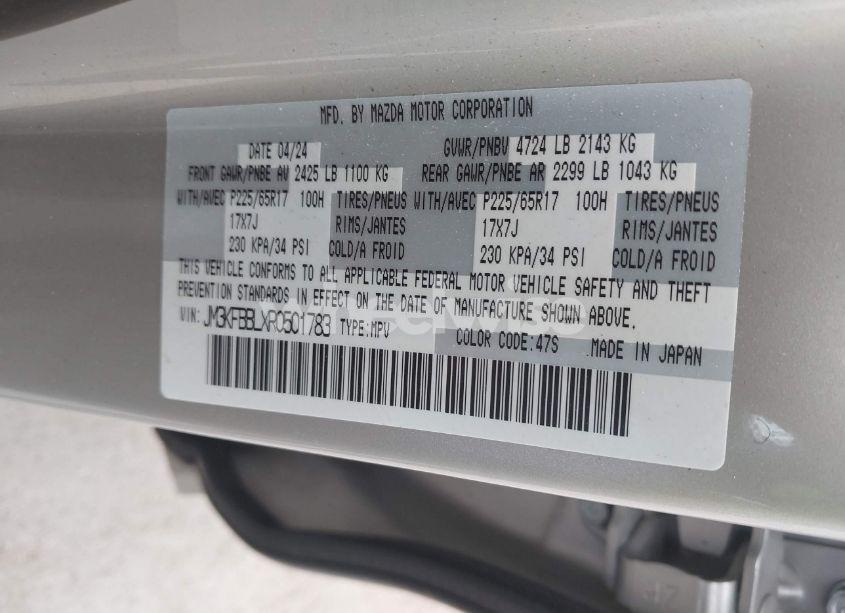 MFD. BY MAZDA MOTOR CORPORATION
DATE 04/24 GVWR/PNBV 4724 LB 2143 KG
FRONT GAWR/PNBE AV 2425 LB 1100 KG REAR GAWR/PNBE AR 2299 LB 1043 KG
WITH/AVEC P225/65R17 100H TIRES/PNEUS WITH/AVEC P225/65R17 100H TIRES/PNEUS
17X7J RIMS/JANTES 17X7J RIMS/JANTES
230 KPA/34 PSI COLD/A FROID 230 KPA/34 PSI COLD/A FROID
THIS VEHICLE CONFORMS TO ALL APPLICABLE FEDERAL MOTOR VEHICLE SAFETY AND THEFT
PREVENTION STANDARDS IN EFFECT ON THE DATE OF MANUFACTURE SHOWN ABOVE.
VIN: JM3KFBBLXR0501783 TYPE:MPV COLOR CODE:47S MADE IN JAPAN